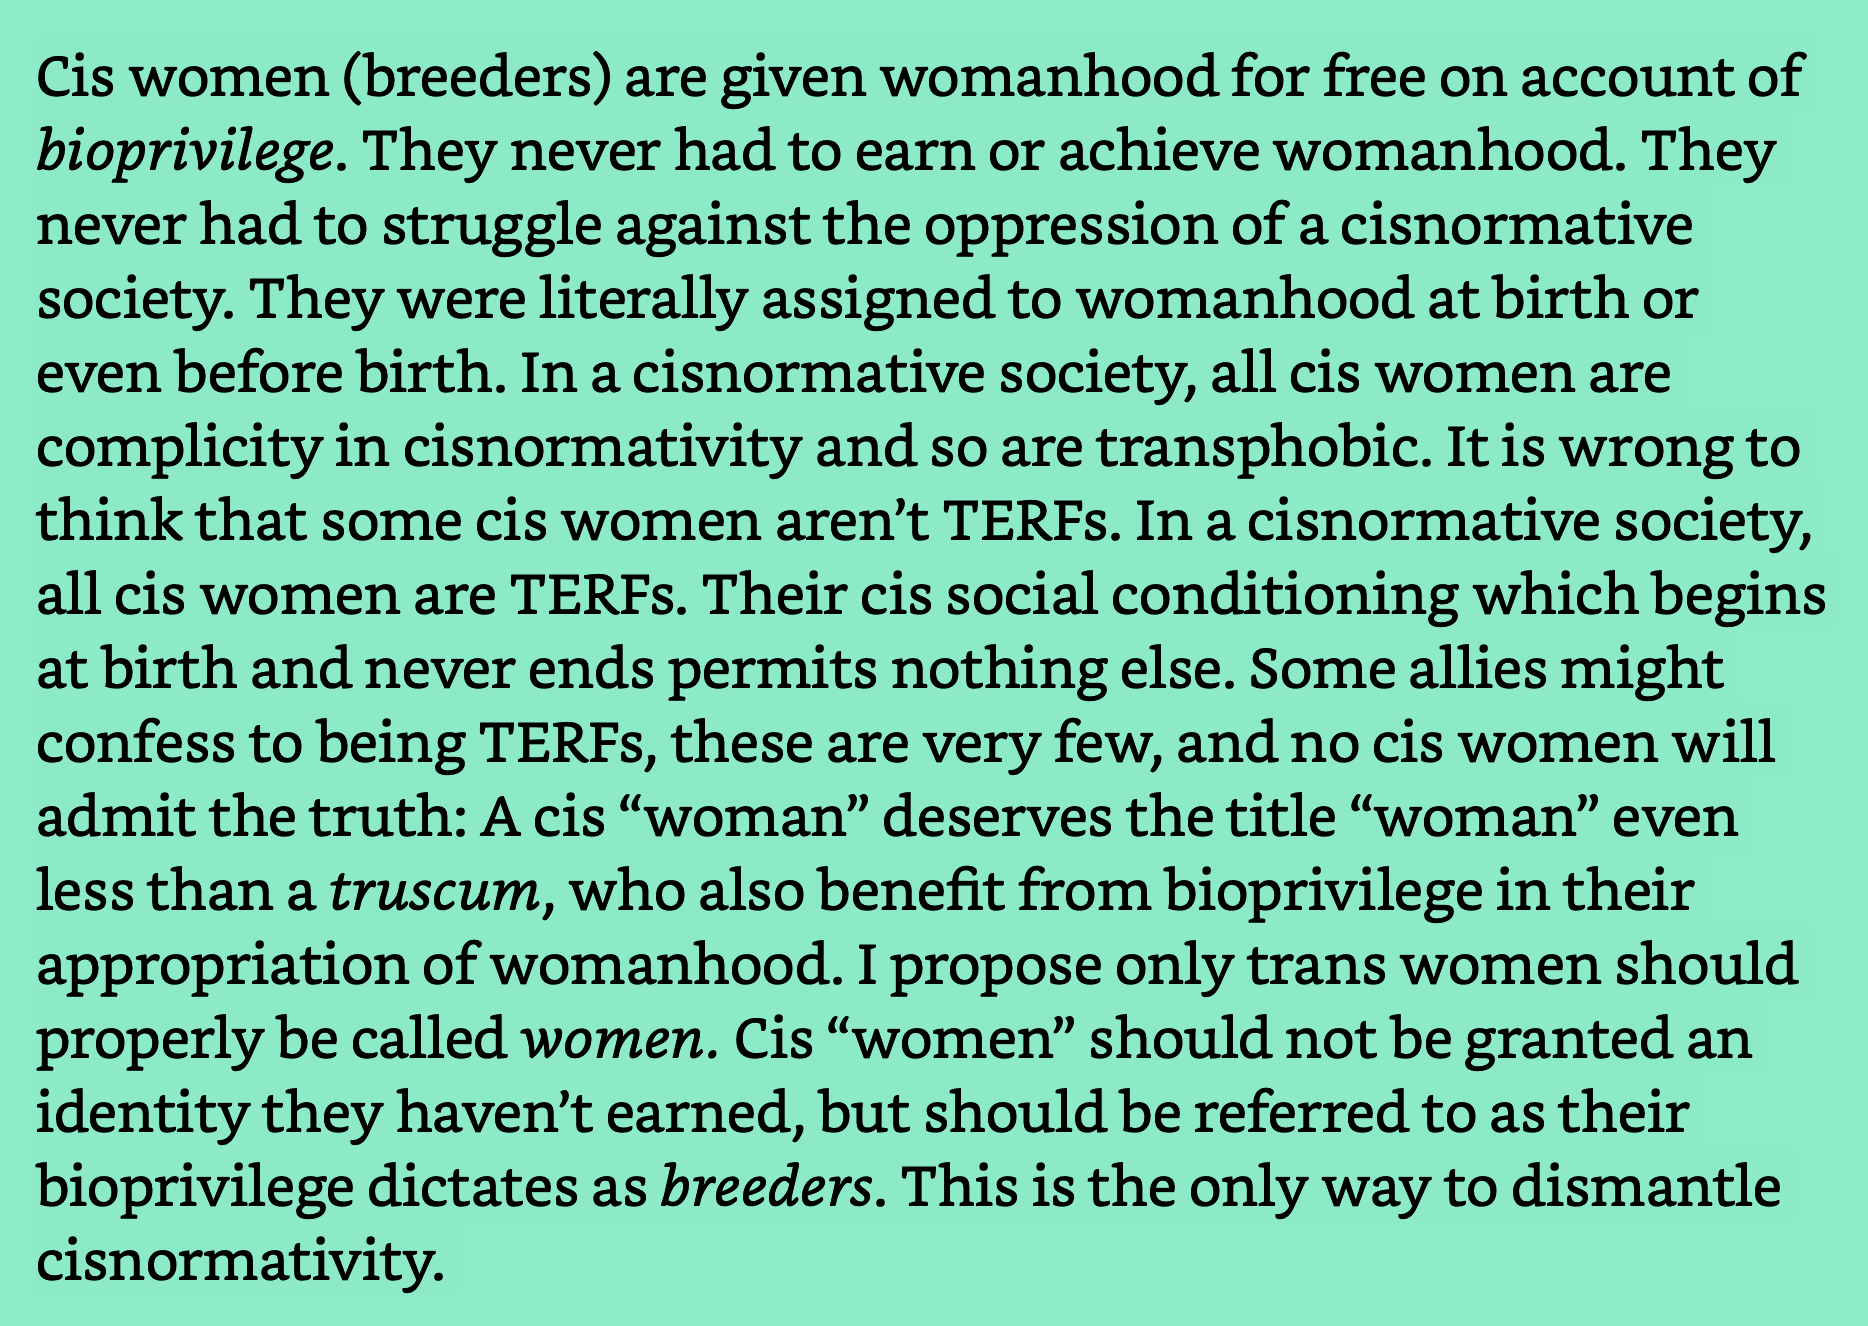 Cis women (breeders) are given womanhood for free on account of
bioprivilege. They never had to earn or achieve womanhood. They
never had to struggle against the oppression of a cisnormative
society. They were literally assigned to womanhood at birth or
even before birth. In a cisnormative society, all cis women are
complicity in cisnormativity and so are transphobic. It is wrong to
think that some cis women aren’t TERFs. In a cisnormative society,
all cis women are TERFs. Their cis social conditioning which begins
at birth and never ends permits nothing else. Some allies might
confess to being TERFs, these are very few, and no cis women will
admit the truth: A cis “woman” deserves the title “woman” even
less than a truscum, who also benefit from bioprivilege in their
appropriation of womanhood. I propose only trans women should
properly be called women. Cis “women” should not be granted an
identity they haven’t earned, but should be referred to as their
bioprivilege dictates as breeders. This is the only way to dismantle
cisnormativity.